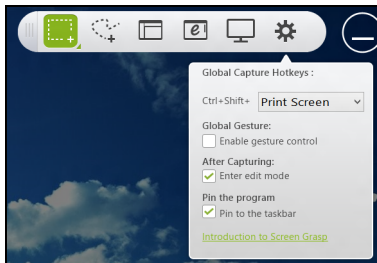 Global Capture Hotkeys :
Ctrl+Shift+ Print Screen
Global Gesture:
Enable gesture control
After Capturing:
Enter edit mode
Pin the program
Pin to the taskbar
Introduction to Screen Grasp